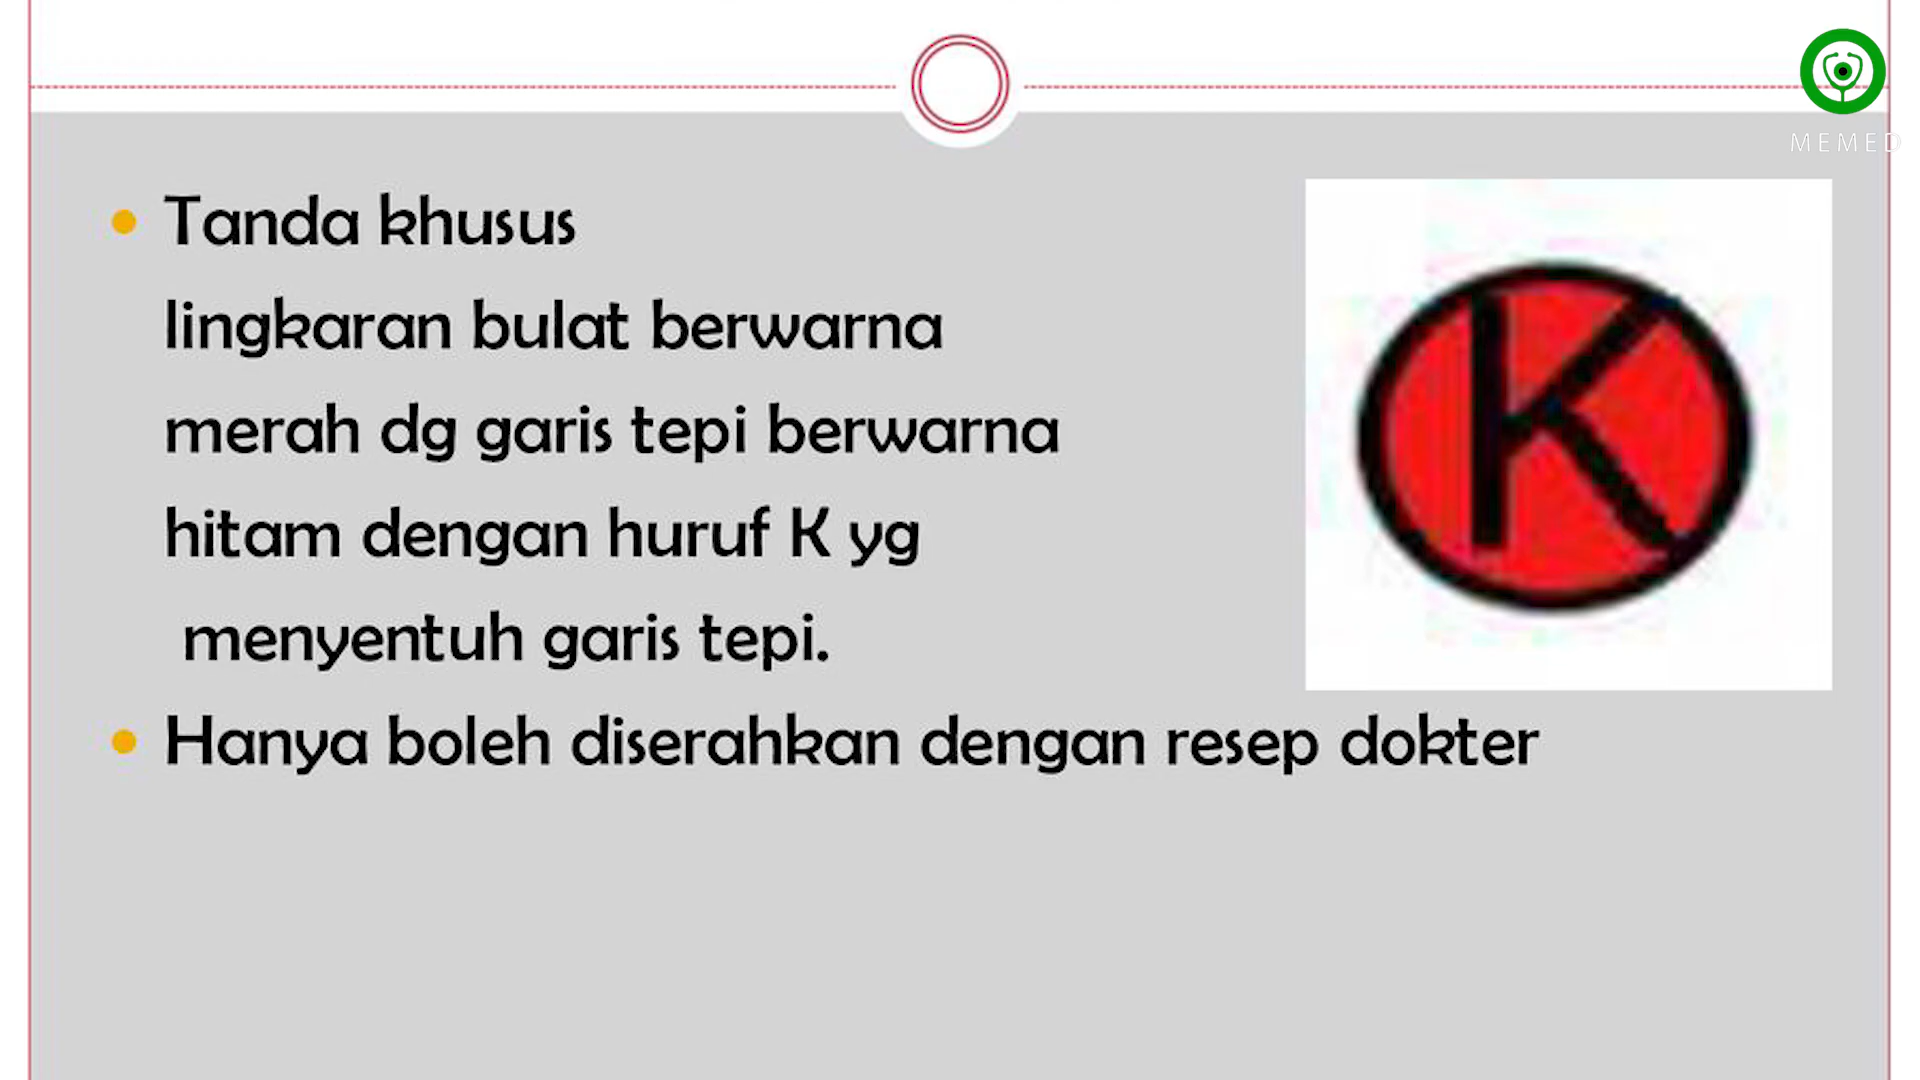 MEMED
Tanda khusus
lingkaran bulat berwarna
merah dg garis tepi berwarna
hitam dengan huruf K yg
menyentuh garis tepi.
K
Hanya boleh diserahkan dengan resep dokter